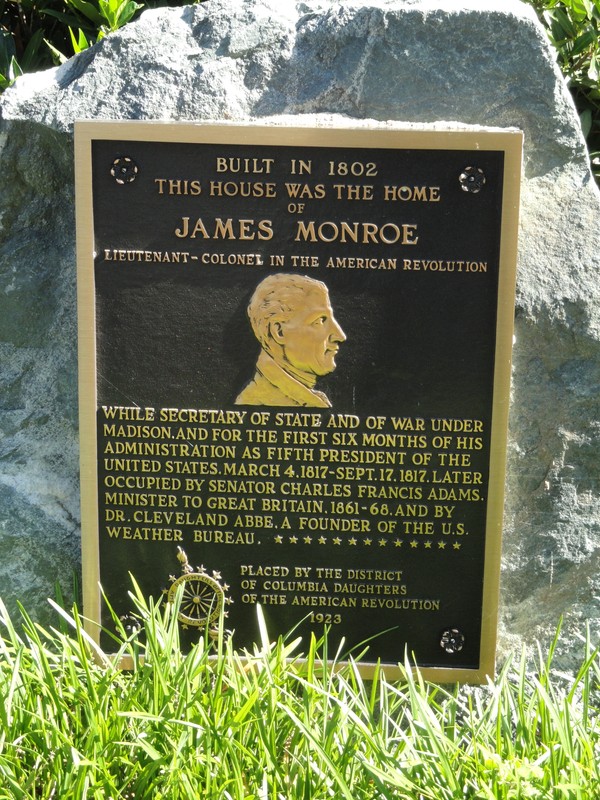 BUILT IN 1802
THIS HOUSE WAS THE HOME
OF
JAMES MONROE
LIEUTENANT-COLONEL IN THE AMERICAN REVOLUTION
WHILE SECRETARY OF STATE AND OF WAR UNDER
MADISON, AND FOR THE FIRST SIX MONTHS OF HIS
ADMINISTRATION AS FIFTH PRESIDENT OF THE
UNITED STATES, MARCH 4, 1817-SEPT. 17, 1817. LATER
OCCUPIED BY SENATOR CHARLES FRANCIS ADAMS,
MINISTER TO GREAT BRITAIN, 1861-68, AND BY
DR. CLEVELAND ABBE, A FOUNDER OF THE U.S.
WEATHER BUREAU.
PLACED BY THE DISTRICT
OF COLUMBIA DAUGHTERS
OF THE AMERICAN REVOLUTION
1923